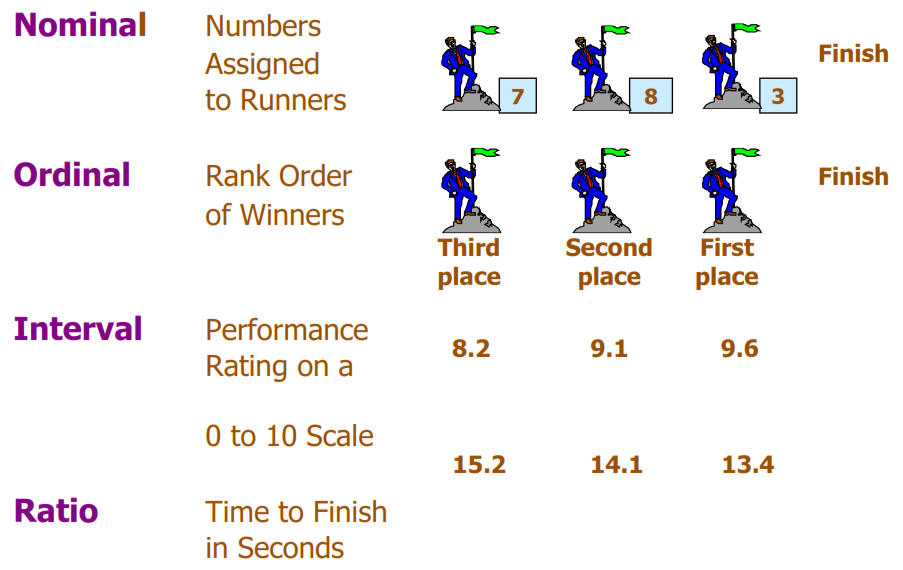 Nominal
Numbers
Assigned
to Runners
7
8
3
Finish
Ordinal
Rank Order
of Winners
Finish
Third
place
Second
place
First
place
Interval
Performance
Rating on a
8.2
9.1
9.6
0 to 10 Scale
15.2
14.1
13.4
Ratio
Time to Finish
in Seconds